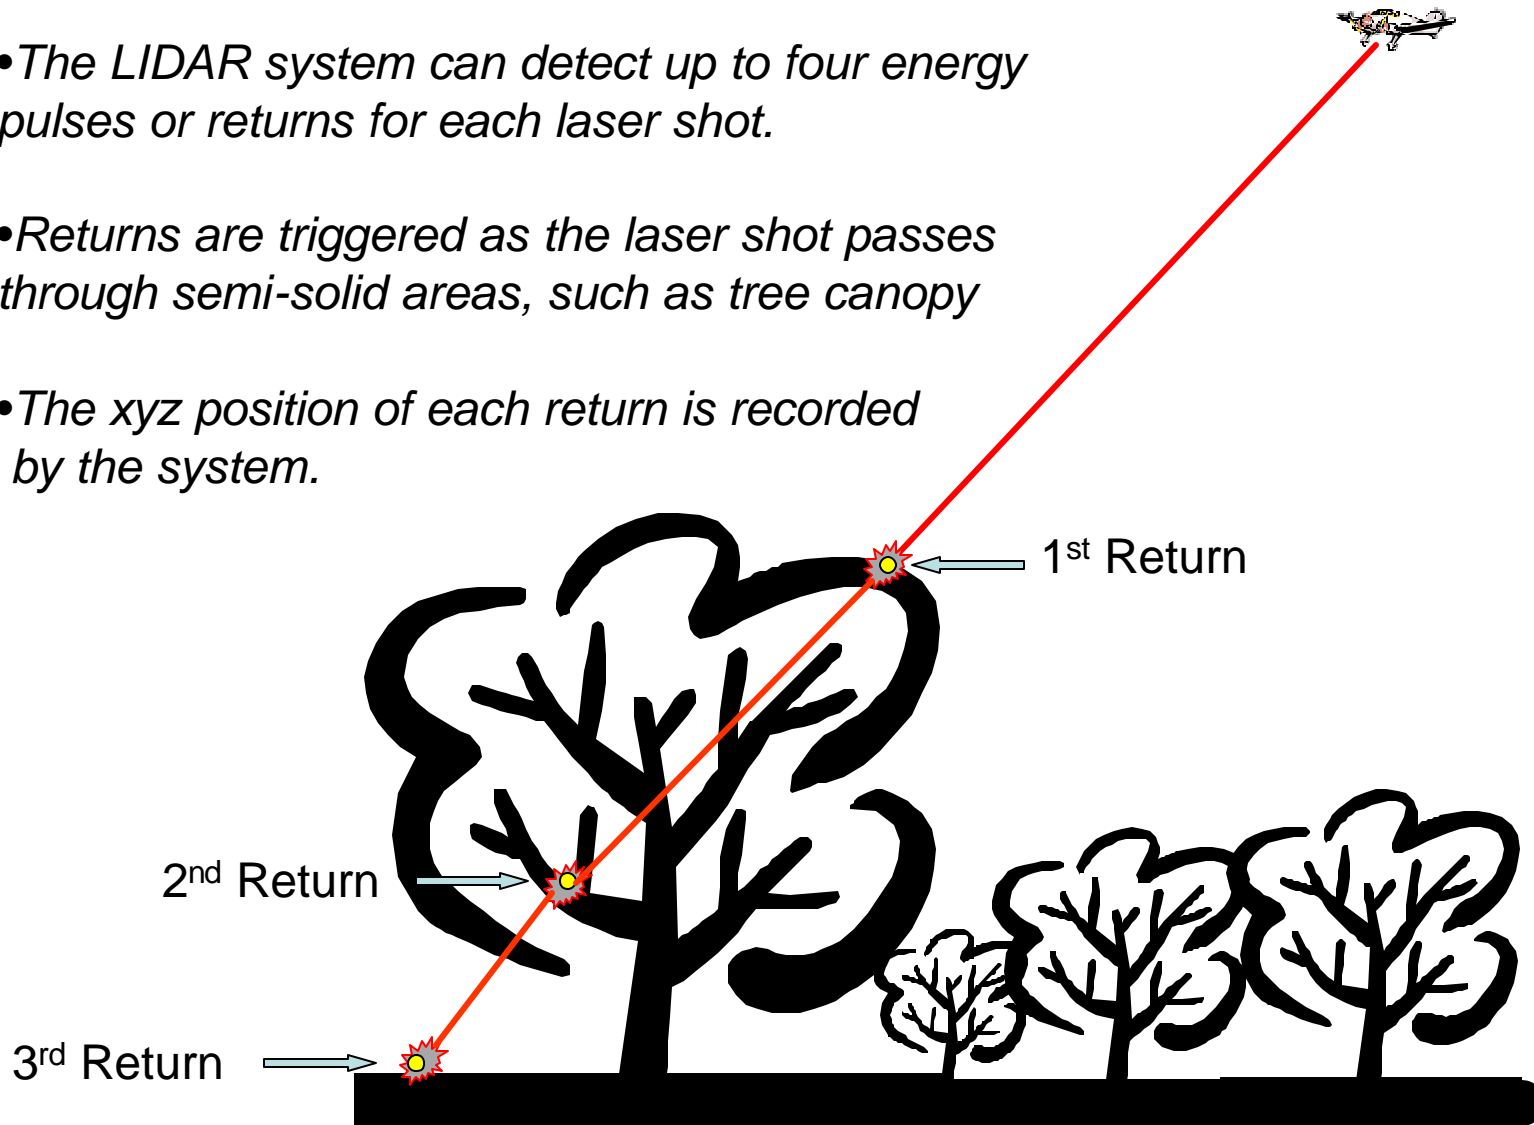 •The LIDAR system can detect up to four energy
pulses or returns for each laser shot.
•Returns are triggered as the laser shot passes
through semi-solid areas, such as tree canopy
•The xyz position of each return is recorded
by the system.
1st Return
2nd Return
3rd Return